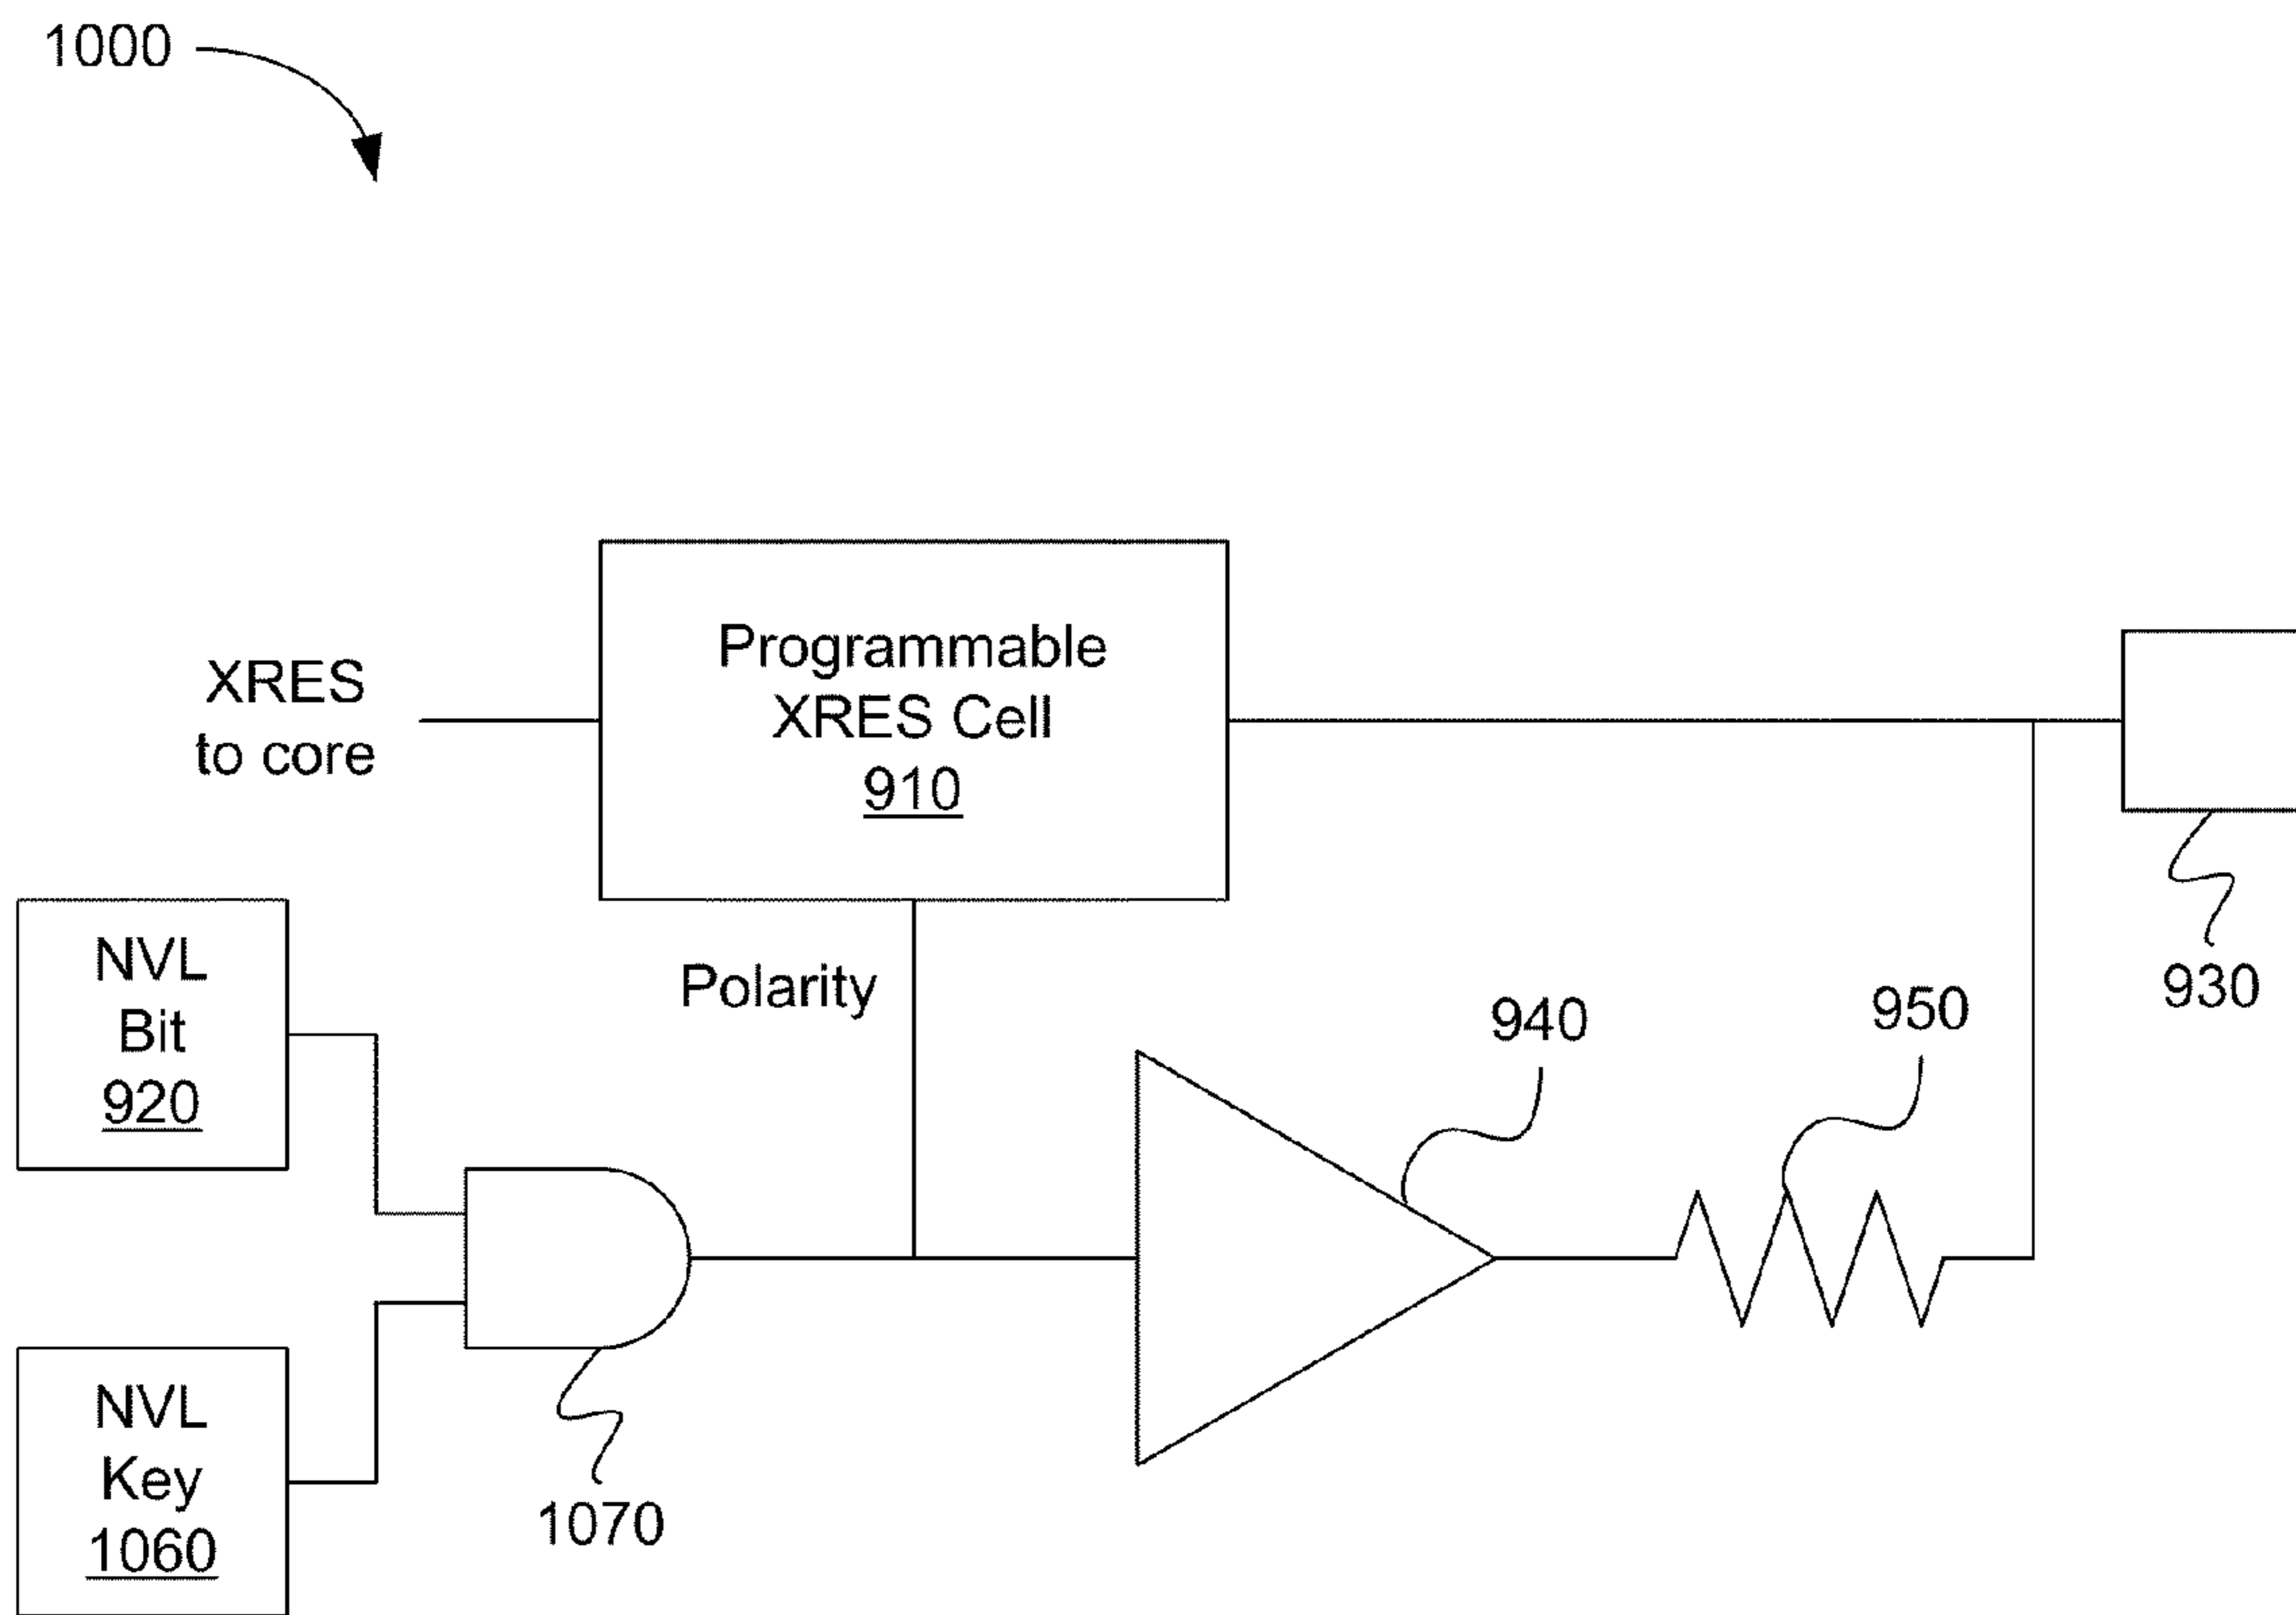 1000
Programmable
XRES Cell
910
XRES
to core
930
NVL
Bit
920
Polarity
940
950
NVL
Key
1060
1070